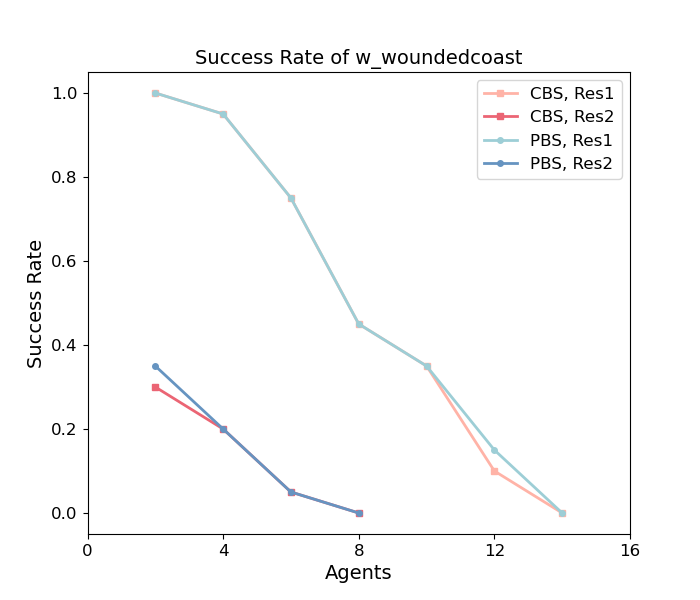 Success Rate of w_woundedcoast
CBS, Res1
CBS, Res2
PBS, Res1
PBS, Res2
Success Rate
1.0
0.8
0.6
0.4
0.2
0.0
0 4 8 12 16
Agents